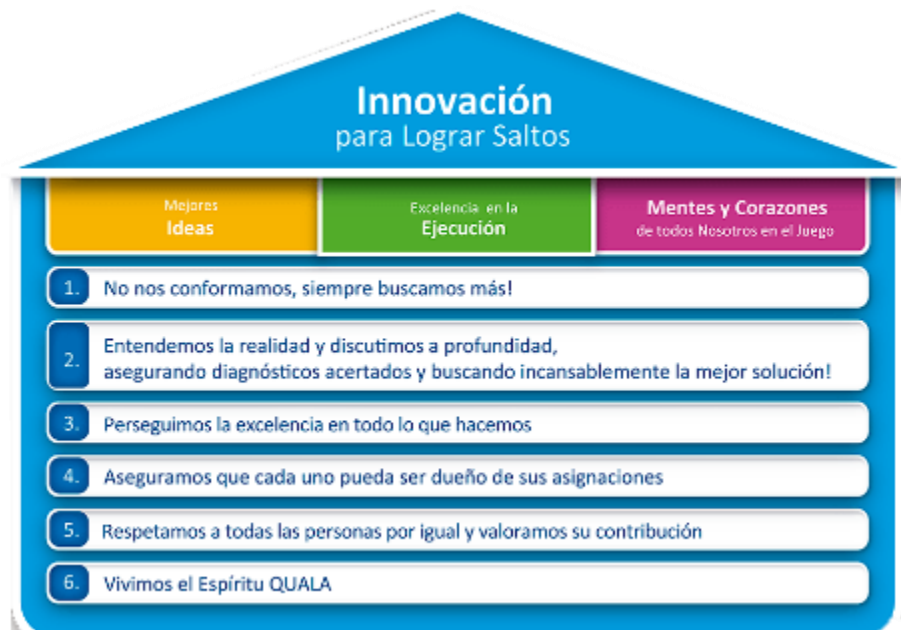 Innovación
para Lograr Saltos
Mejores
Ideas
Excelencia en la
Ejecución
Mentes y Corazones
de todos Nosotros en el Juego
1. No nos conformamos, siempre buscamos más!
2. Entendemos la realidad y discutimos a profundidad,
asegurando diagnósticos acertados y buscando incansablemente la mejor solución!
3. Perseguimos la excelencia en todo lo que hacemos
4. Aseguramos que cada uno pueda ser dueño de sus asignaciones
5. Respetamos a todas las personas por igual y valoramos su contribución
6. Vivimos el Espíritu QUALA